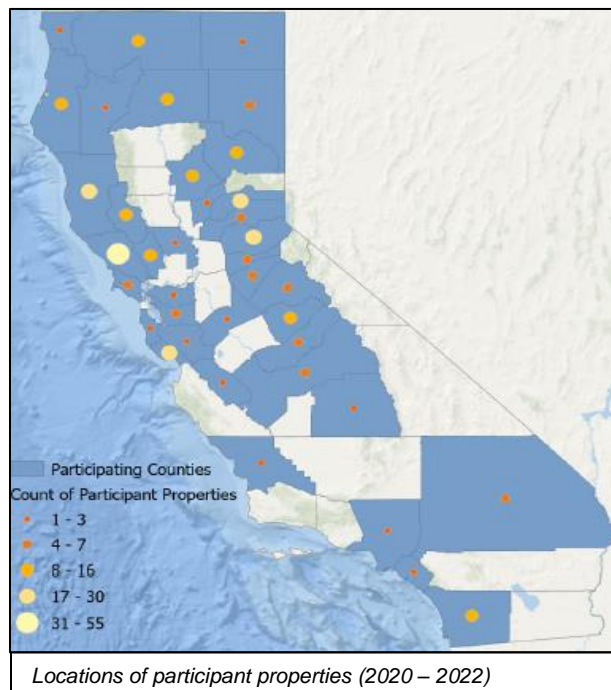 Participating Counties
Count of Participant Properties
1 - 3
4 - 7
8 - 16
17 - 30
31 - 55
Locations of participant properties (2020 – 2022)